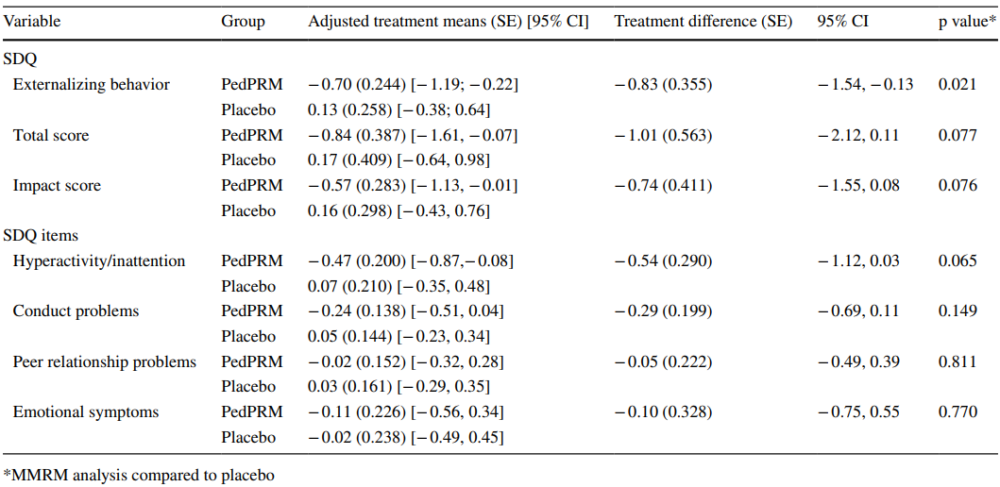 Variable Group Adjusted treatment means (SE) [95% CI] Treatment difference (SE) 95% CI p value*
SDQ
Externalizing behavior PedPRM −0.70 (0.244) [−1.19; −0.22] −0.83 (0.355) −1.54, −0.13 0.021
Placebo 0.13 (0.258) [−0.38; 0.64]
Total score PedPRM −0.84 (0.387) [−1.61, −0.07] −1.01 (0.563) −2.12, 0.11 0.077
Placebo 0.17 (0.409) [−0.64, 0.98]
Impact score PedPRM −0.57 (0.283) [−1.13, −0.01] −0.74 (0.411) −1.55, 0.08 0.076
Placebo 0.16 (0.298) [−0.43, 0.76]
SDQ items
Hyperactivity/inattention PedPRM −0.47 (0.200) [−0.87,−0.08] −0.54 (0.290) −1.12, 0.03 0.065
Placebo 0.07 (0.210) [−0.35, 0.48]
Conduct problems PedPRM −0.24 (0.138) [−0.51, 0.04] −0.29 (0.199) −0.69, 0.11 0.149
Placebo 0.05 (0.144) [−0.23, 0.34]
Peer relationship problems PedPRM −0.02 (0.152) [−0.32, 0.28] −0.05 (0.222) −0.49, 0.39 0.811
Placebo 0.03 (0.161) [−0.29, 0.35]
Emotional symptoms PedPRM −0.11 (0.226) [−0.56, 0.34] −0.10 (0.328) −0.75, 0.55 0.770
Placebo −0.02 (0.238) [−0.49, 0.45]
*MMRM analysis compared to placebo